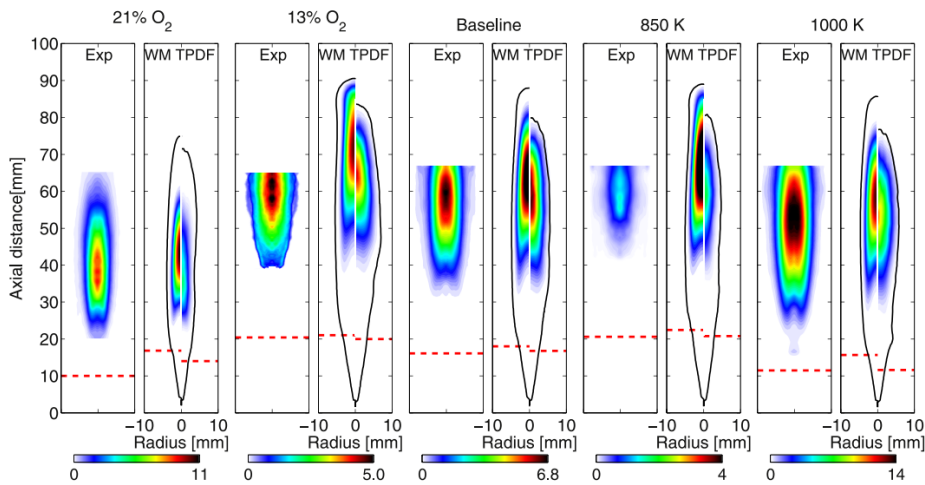 21% O2 13% O2 Baseline 850 K 1000 K
Exp WM TPDF Exp WM TPDF Exp WM TPDF Exp WM TPDF Exp WM TPDF
Axial distance[mm]
100
90
80
70
60
50
40
30
20
10
0
−10 0 10 −10 0 10 −10 0 10 −10 0 10 −10 0 10
Radius [mm] Radius [mm] Radius [mm] Radius [mm] Radius [mm]
0 11 0 5.0 0 6.8 0 4 0 14